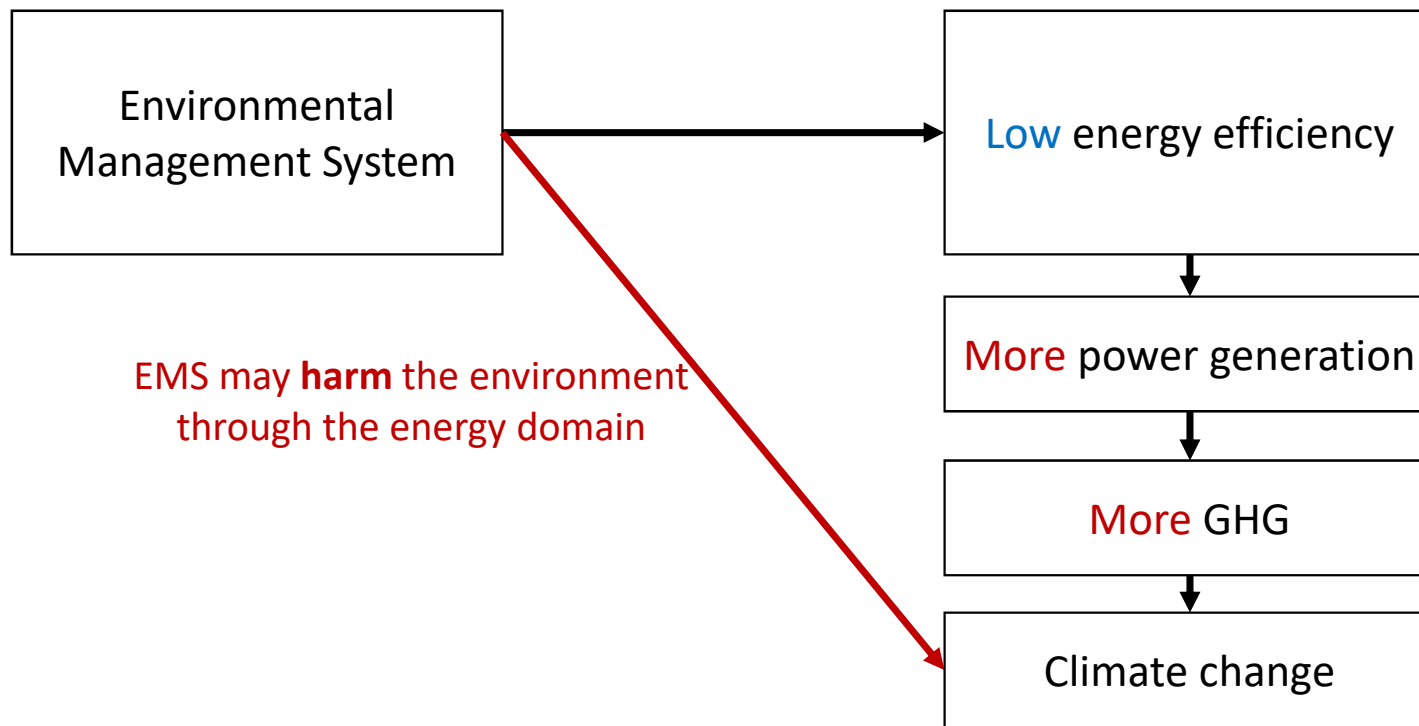 Environmental
Management System
Low energy efficiency
More power generation
EMS may harm the environment
through the energy domain
More GHG
Climate change